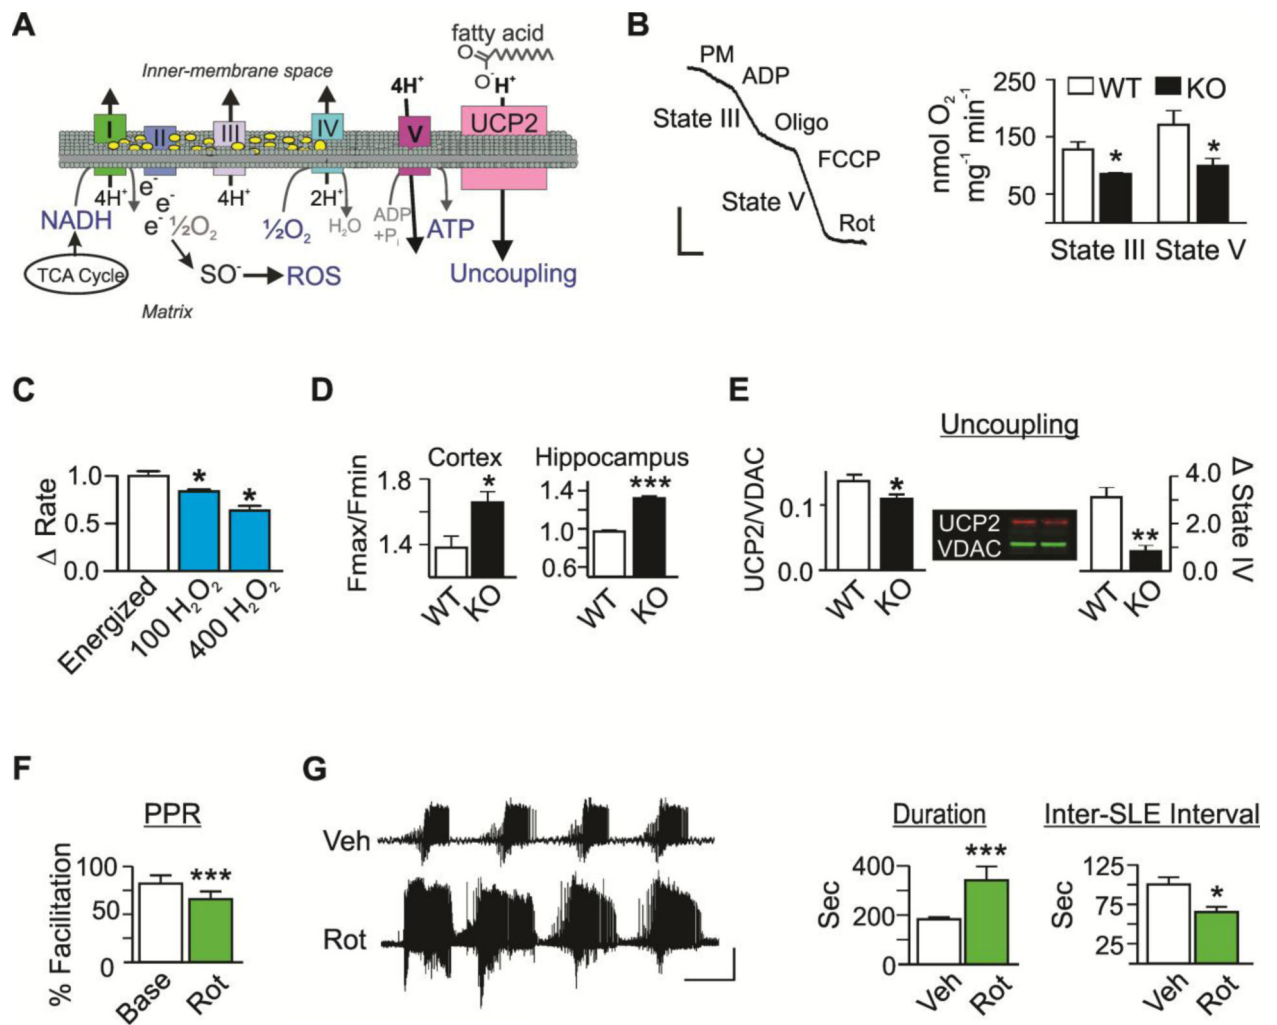 A
fatty acid
O
O⁻
H⁺
4H⁺
Inner-membrane space
I
II
III
IV
V
UCP2
4H⁺
e⁻
e⁻
e⁻
4H⁺
2H⁺
NADH
½O₂
½O₂
H₂O
ADP
+Pᵢ
ATP
TCA Cycle
SO⁻
ROS
Uncoupling
Matrix
B
PM
ADP
State III
Oligo
FCCP
State V
Rot
nmol O₂
mg⁻¹ min⁻¹
250
150
50
WT
KO
*
*
State III
State V
C
Δ Rate
1.0
0.5
0.0
*
*
Energized
100 H₂O₂
400 H₂O₂
D
Cortex
Hippocampus
Fmax/Fmin
1.8
1.4
*
WT
KO
1.4
1.0
0.6
***
WT
KO
E
Uncoupling
UCP2/VDAC
0.1
0.0
*
WT
KO
UCP2
VDAC
**
4.0
2.0
0.0
Δ State IV
WT
KO
F
PPR
% Facilitation
100
50
0
***
Base
Rot
G
Veh
Rot
Duration
Sec
400
200
0
***
Veh
Rot
Inter-SLE Interval
Sec
125
75
25
*
Veh
Rot